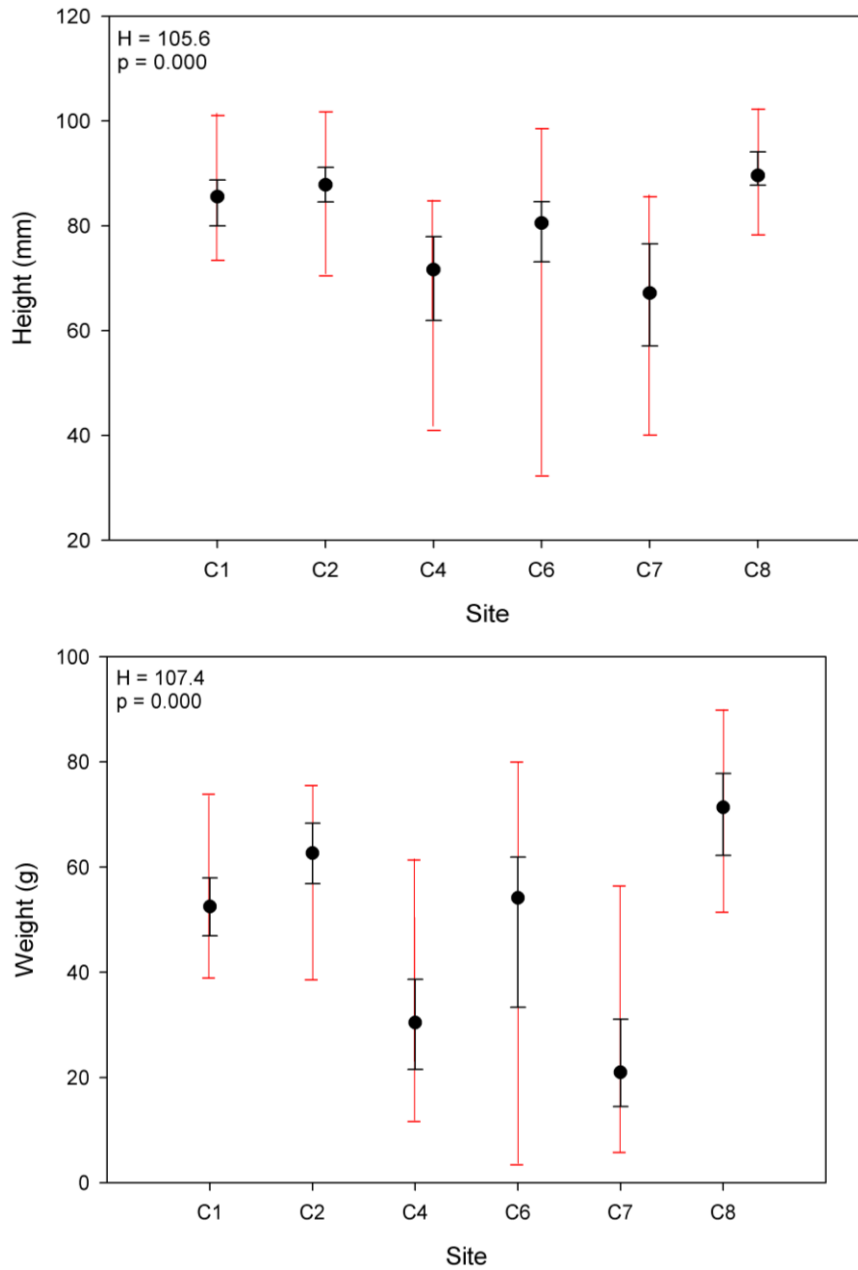 H = 105.6
p = 0.000
120
100
80
60
40
20
Height (mm)
C1 C2 C4 C6 C7 C8
Site
H = 107.4
p = 0.000
100
80
60
40
20
0
Weight (g)
C1 C2 C4 C6 C7 C8
Site